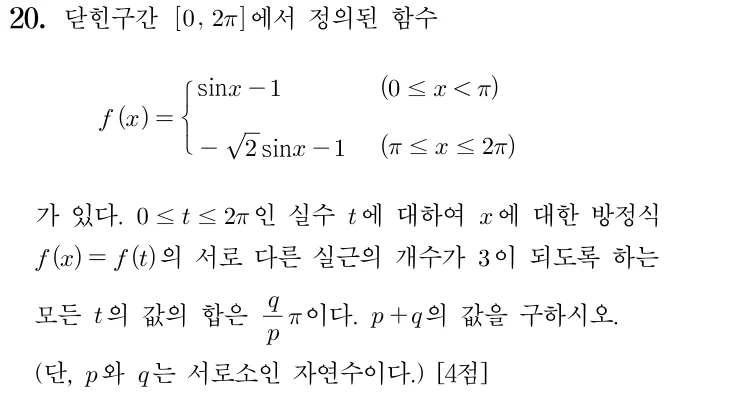 20. 닫힌구간 [0, 2π]에서 정의된 함수
f(x) = { sinx − 1 (0 ≤ x < π)
− √2 sinx − 1 (π ≤ x ≤ 2π)
가 있다. 0 ≤ t ≤ 2π인 실수 t에 대하여 x에 대한 방정식
f(x) = f(t)의 서로 다른 실근의 개수가 3이 되도록 하는
모든 t의 값의 합은 q/p π이다. p+q의 값을 구하시오.
(단, p와 q는 서로소인 자연수이다.) [4점]